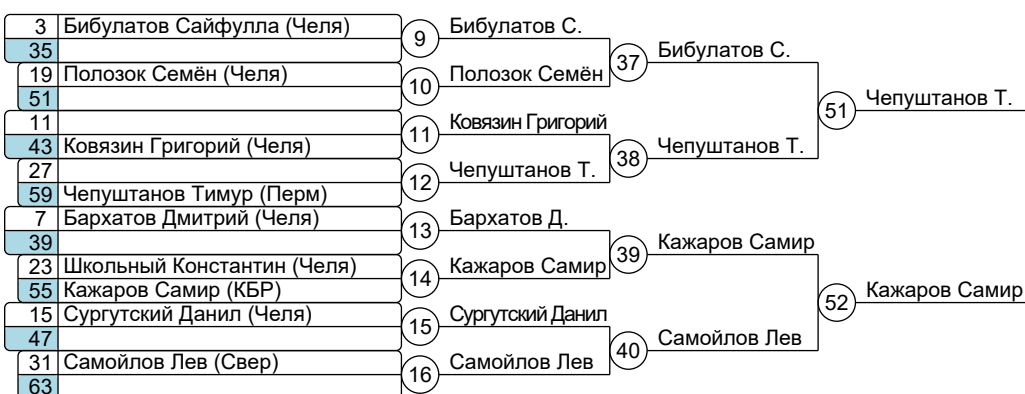 3 Бибулатов Сайфулла (Челя)
35
9
Бибулатов С.
19 Полозок Семён (Челя)
51
10
Полозок Семён
37
Бибулатов С.
11
43 Ковязин Григорий (Челя)
11
Ковязин Григорий
27
59 Чепуштанов Тимур (Перм)
12
Чепуштанов Т.
38
Чепуштанов Т.
51
Чепуштанов Т.
7 Бархатов Дмитрий (Челя)
39
13
Бархатов Д.
23 Школьный Константин (Челя)
55 Кажаров Самир (КБР)
14
Кажаров Самир
39
Кажаров Самир
15 Сургутский Данил (Челя)
47
15
Сургутский Данил
31 Самойлов Лев (Свер)
63
16
Самойлов Лев
40
Самойлов Лев
52
Кажаров Самир